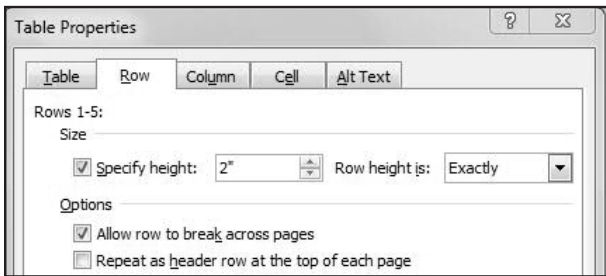 Table Properties
Table Row Column Cell Alt Text
Rows 1-5:
Size
Specify height: 2" Row height is: Exactly
Options
Allow row to break across pages
Repeat as header row at the top of each page